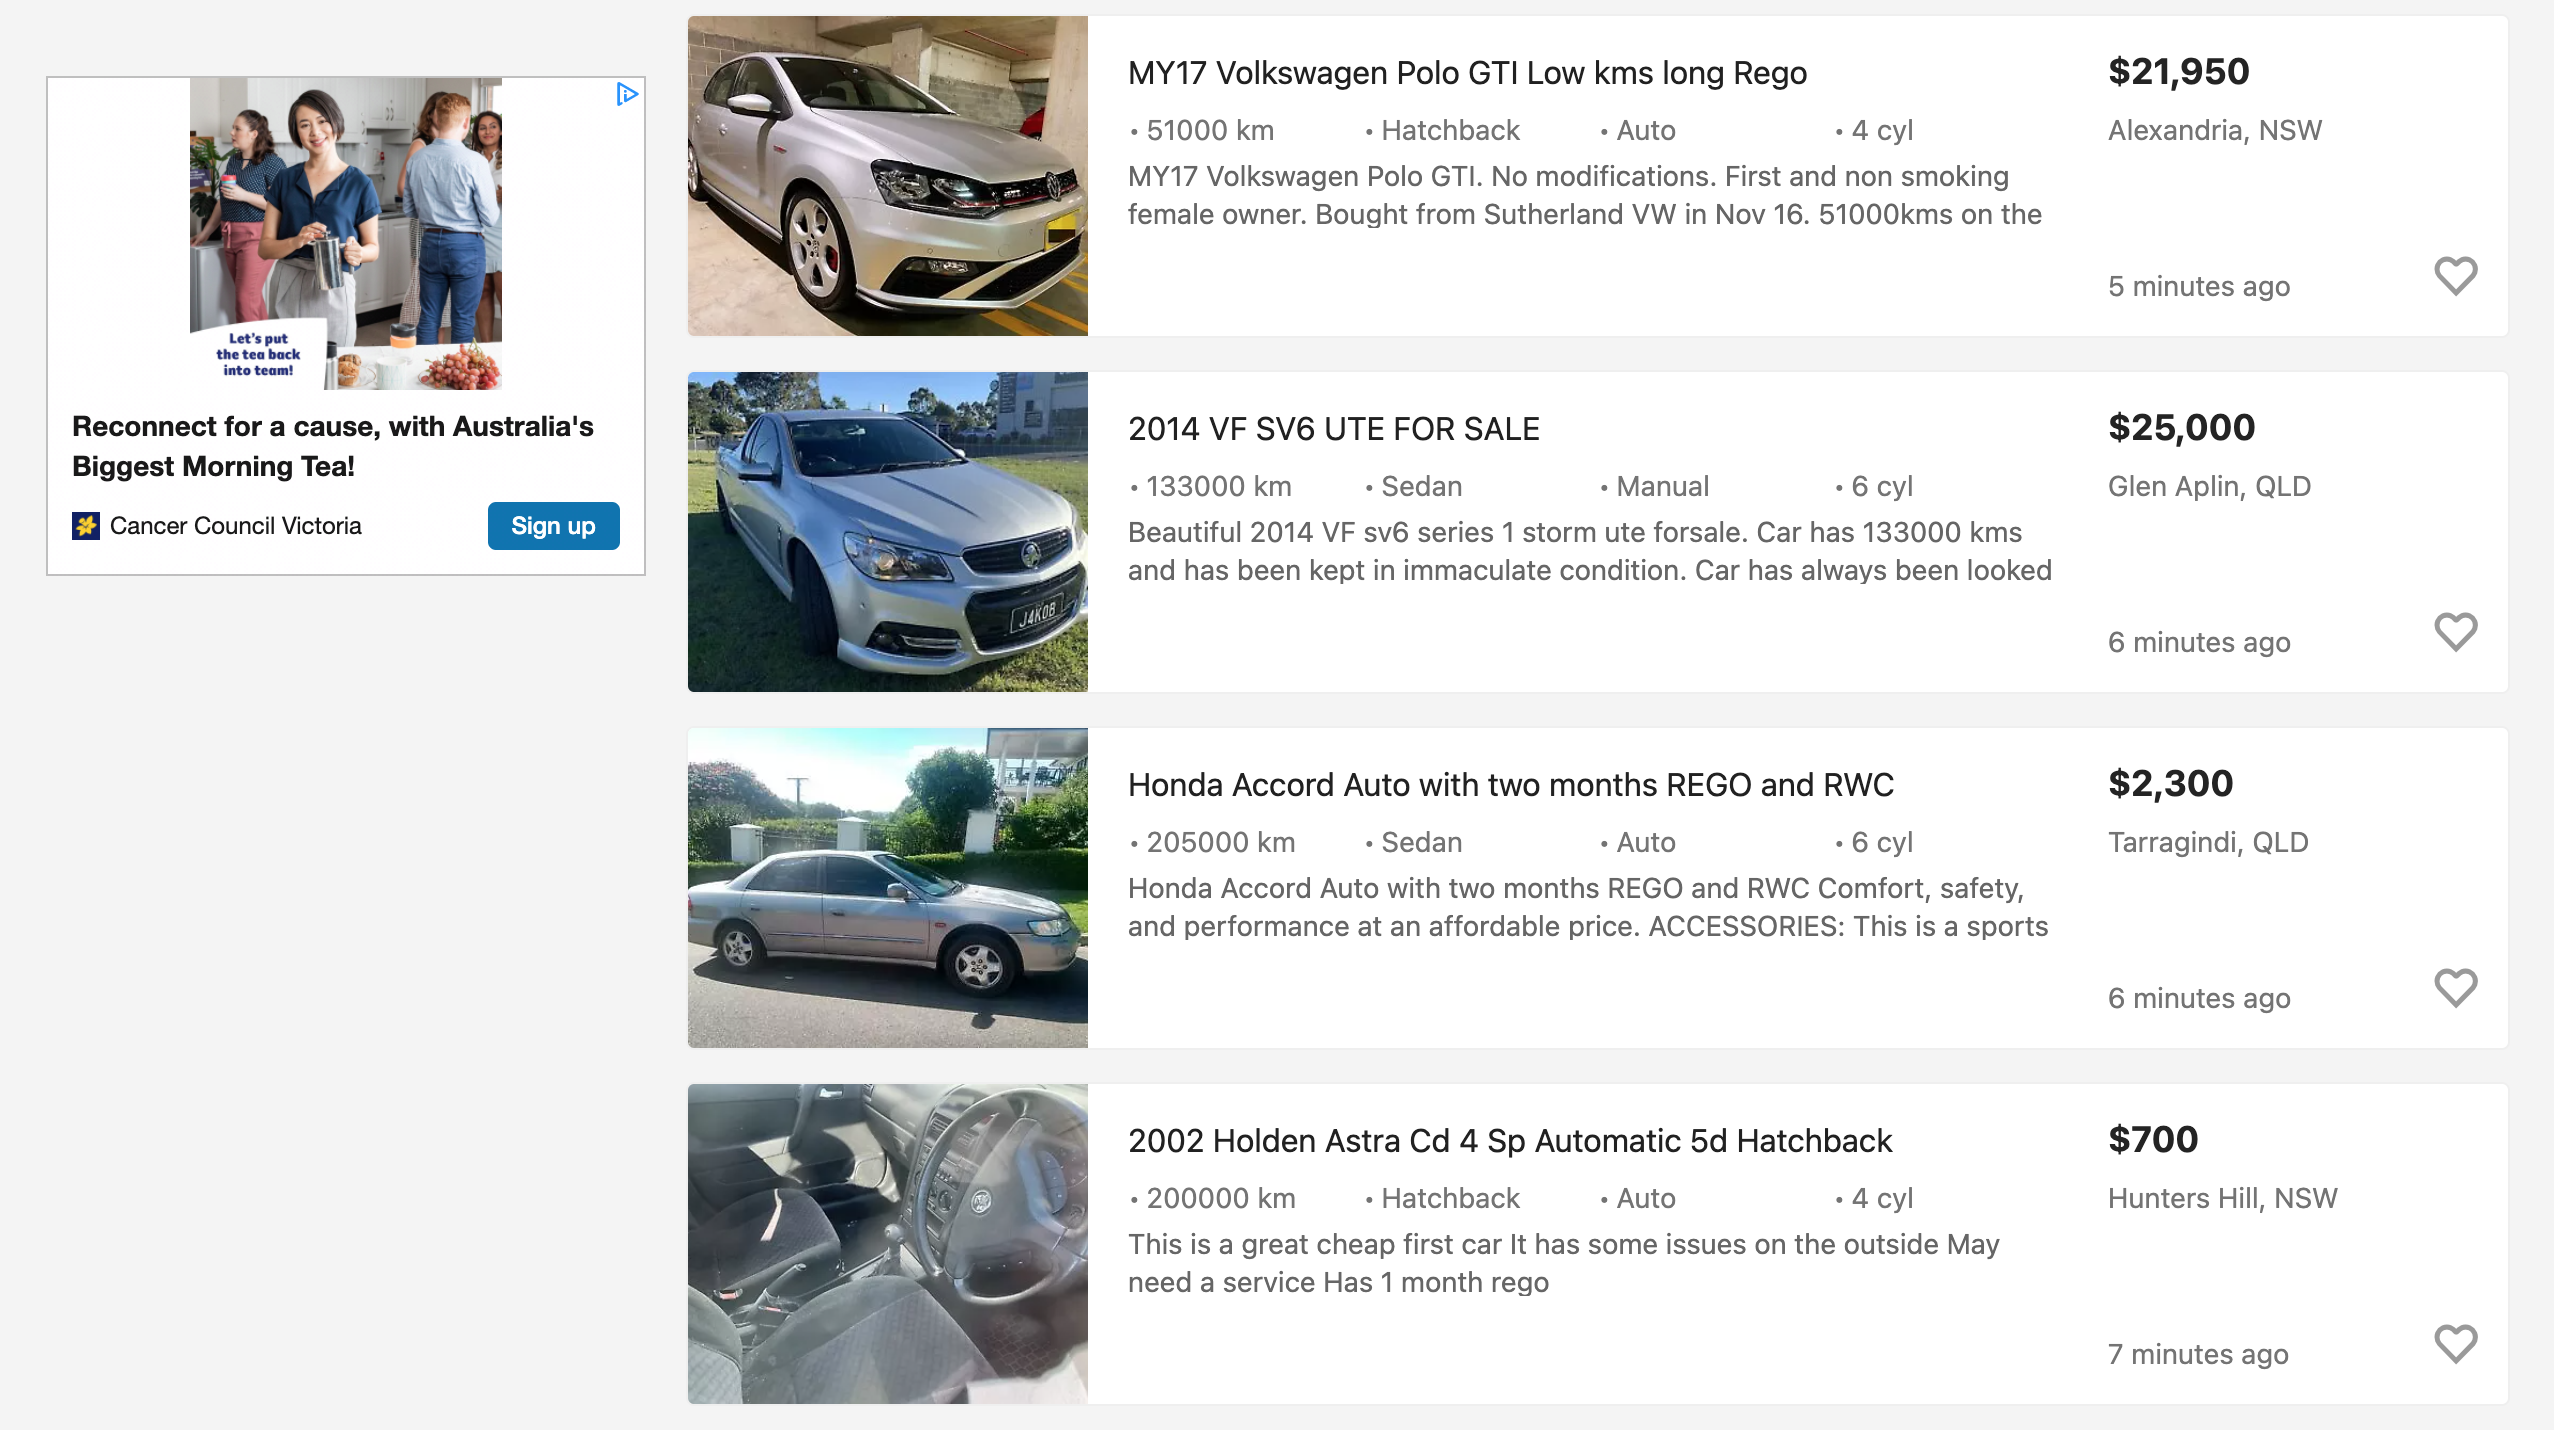 Let's put
the tea back
into team!
Reconnect for a cause, with Australia's
Biggest Morning Tea!
Cancer Council Victoria
Sign up
MY17 Volkswagen Polo GTI Low kms long Rego
$21,950
• 51000 km • Hatchback • Auto • 4 cyl
Alexandria, NSW
MY17 Volkswagen Polo GTI. No modifications. First and non smoking
female owner. Bought from Sutherland VW in Nov 16. 51000kms on the
5 minutes ago
2014 VF SV6 UTE FOR SALE
$25,000
• 133000 km • Sedan • Manual • 6 cyl
Glen Aplin, QLD
Beautiful 2014 VF sv6 series 1 storm ute forsale. Car has 133000 kms
and has been kept in immaculate condition. Car has always been looked
J4K0B
6 minutes ago
Honda Accord Auto with two months REGO and RWC
$2,300
• 205000 km • Sedan • Auto • 6 cyl
Tarragindi, QLD
Honda Accord Auto with two months REGO and RWC Comfort, safety,
and performance at an affordable price. ACCESSORIES: This is a sports
6 minutes ago
2002 Holden Astra Cd 4 Sp Automatic 5d Hatchback
$700
• 200000 km • Hatchback • Auto • 4 cyl
Hunters Hill, NSW
This is a great cheap first car It has some issues on the outside May
need a service Has 1 month rego
7 minutes ago